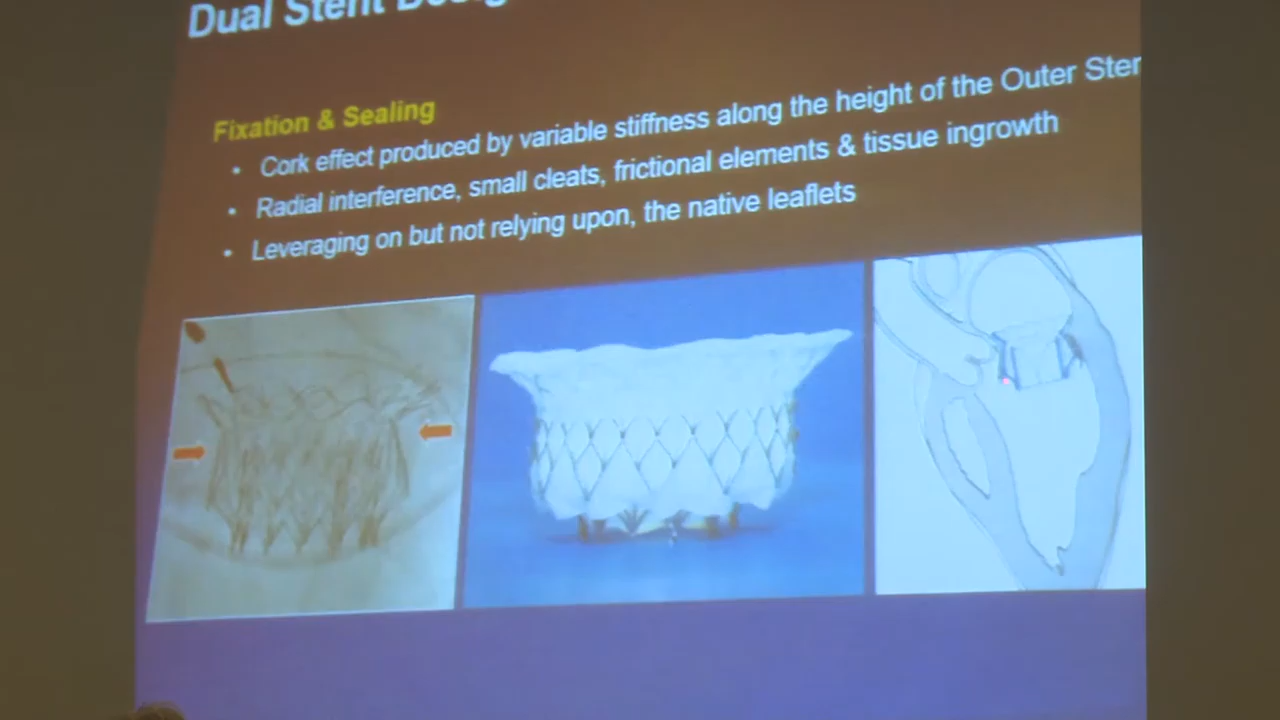 Dual Stent
Fixation & Sealing
• Cork effect produced by variable stiffness along the height of the Outer
• Radial interference, small cleats, frictional elements & tissue ingrowth
• Leveraging on but not relying upon, the native leaflets